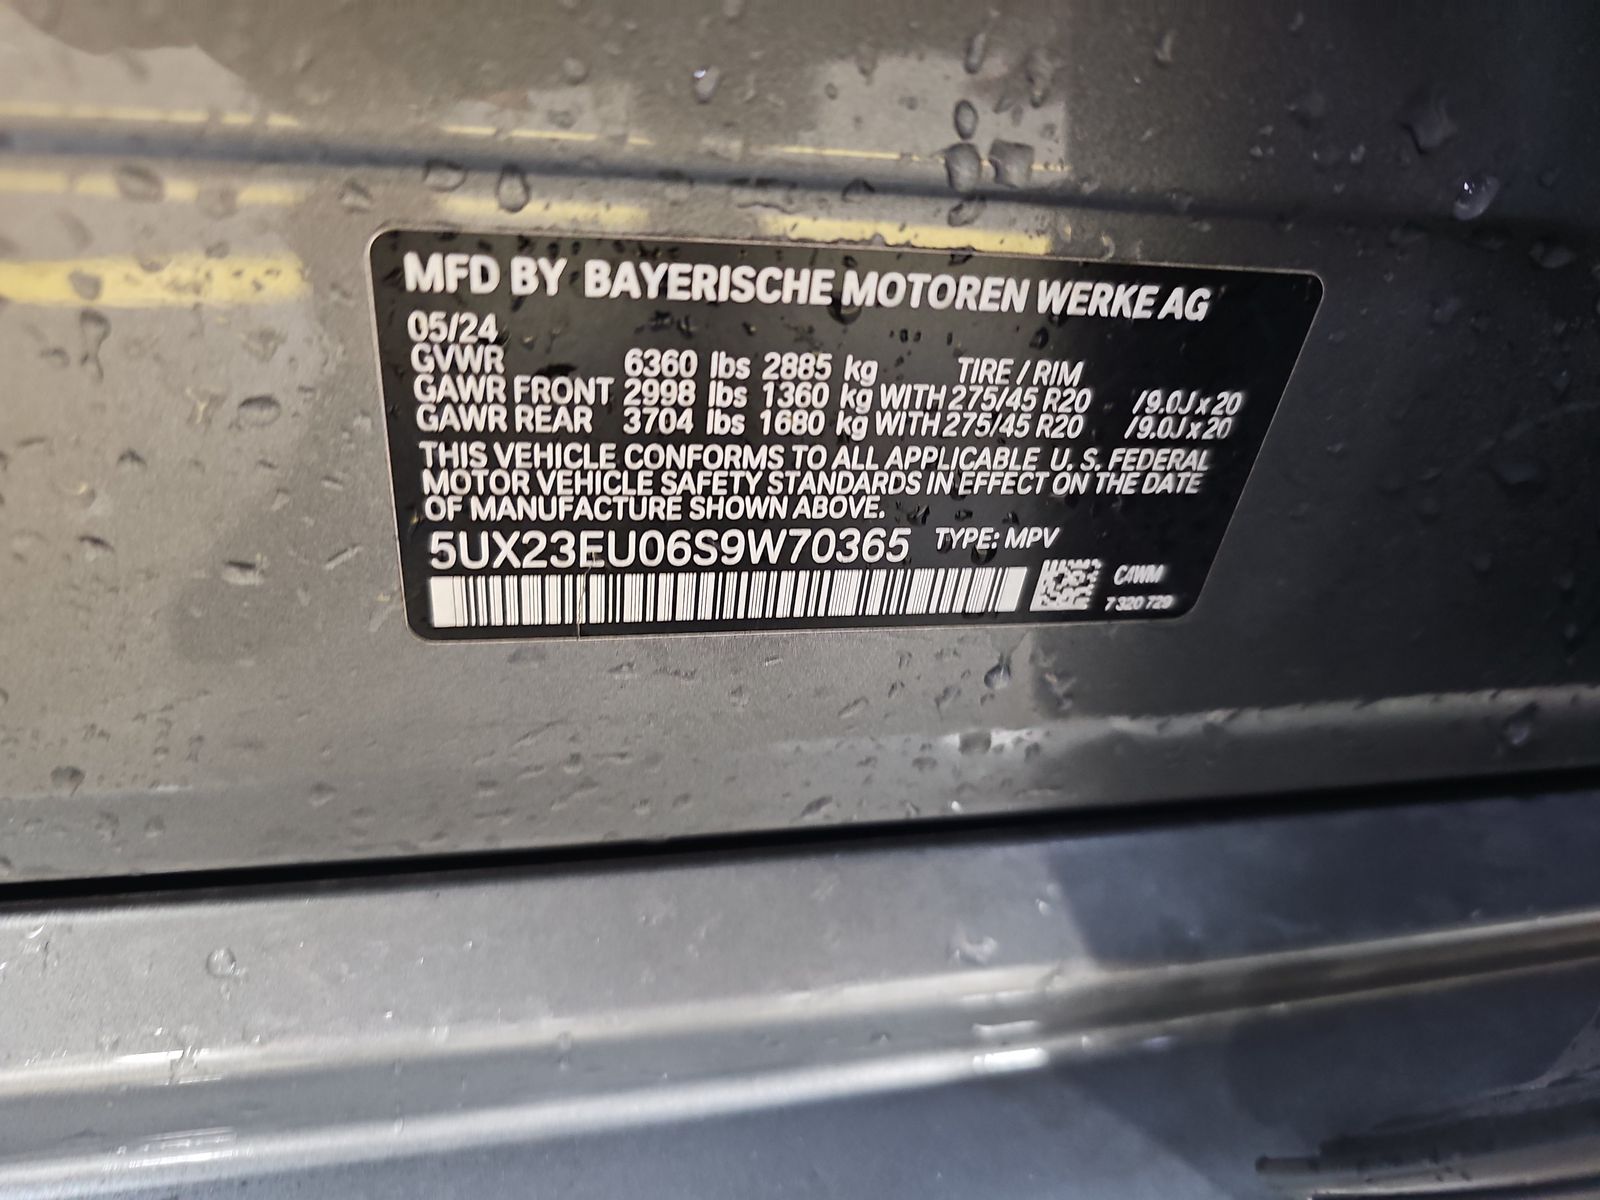 MFD BY BAYERISCHE MOTOREN WERKE AG
05/24
GVWR 6360 lbs 2885 kg TIRE / RIM
GAWR FRONT 2998 lbs 1360 kg WITH 275/45 R20 /9.0J x 20
GAWR REAR 3704 lbs 1680 kg WITH 275/45 R20 /9.0J x 20
THIS VEHICLE CONFORMS TO ALL APPLICABLE U. S. FEDERAL
MOTOR VEHICLE SAFETY STANDARDS IN EFFECT ON THE DATE
OF MANUFACTURE SHOWN ABOVE.
5UX23EU06S9W70365 TYPE: MPV
C4WM
7 320 729